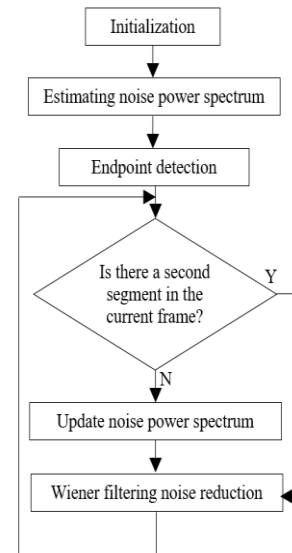 Initialization
Estimating noise power spectrum
Endpoint detection
Is there a second
segment in the
current frame?
Y
N
Update noise power spectrum
Wiener filtering noise reduction